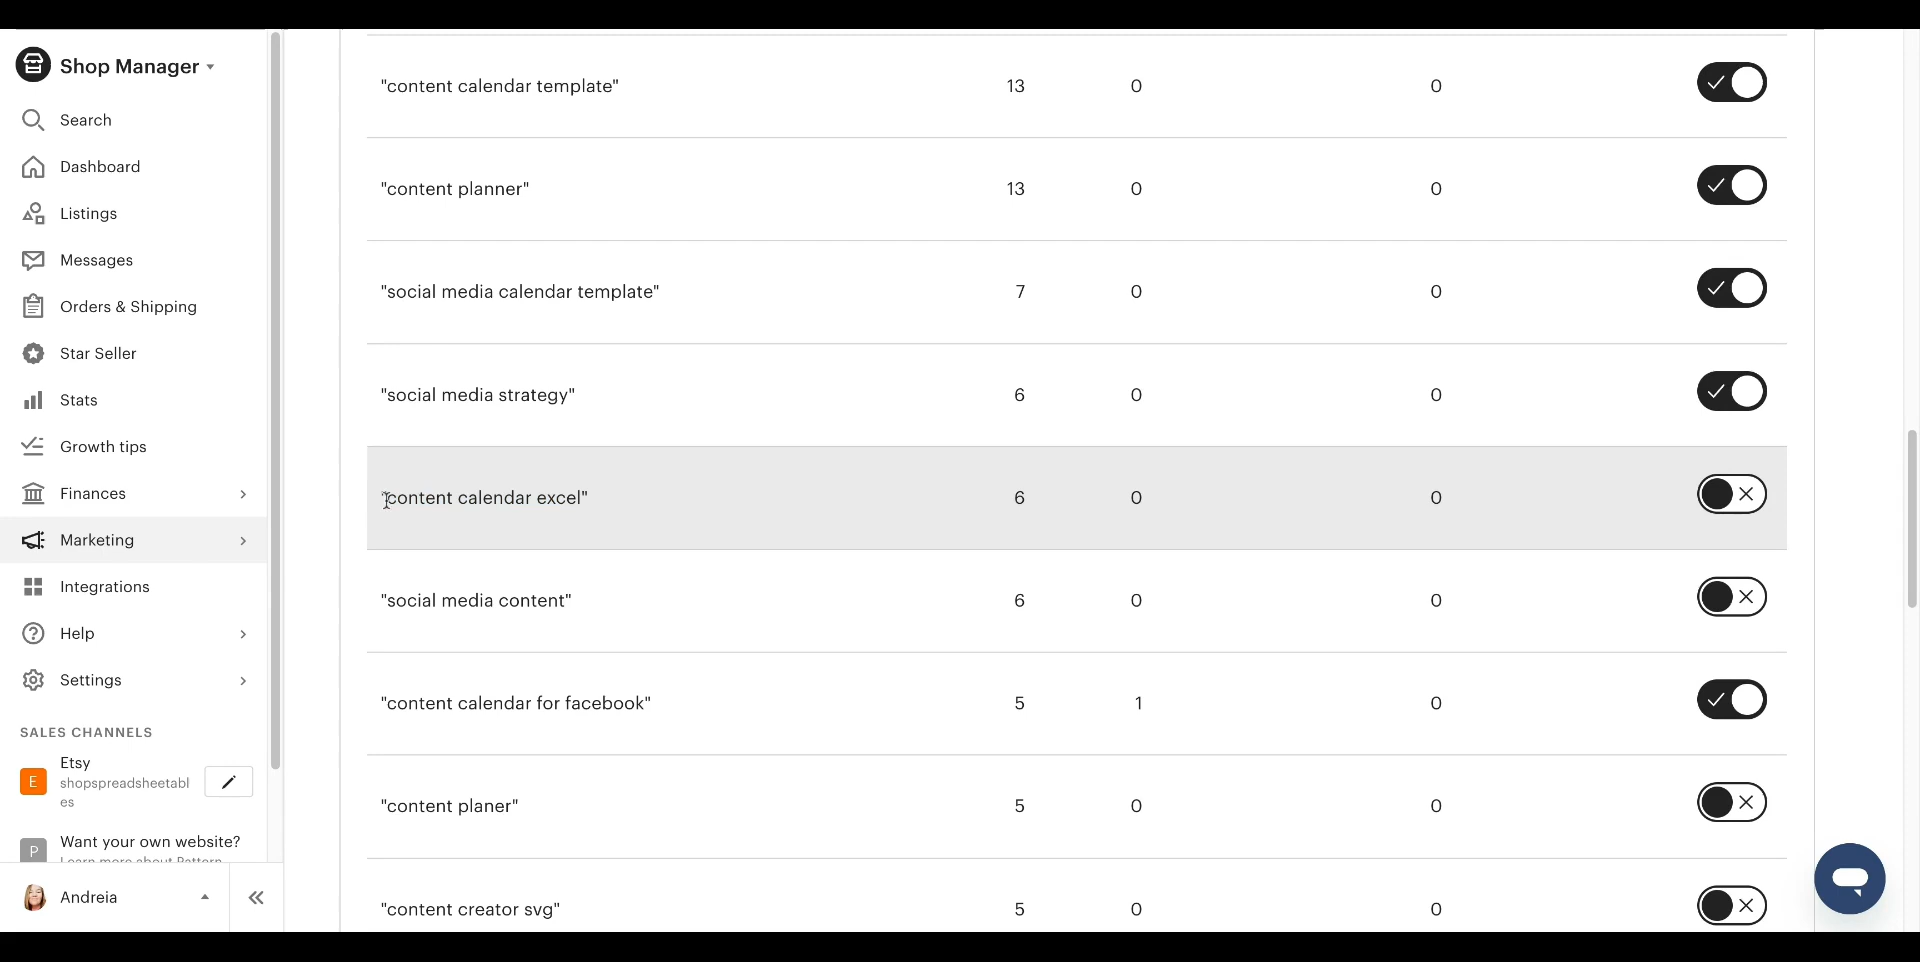 Shop Manager
Search
Dashboard
Listings
Messages
Orders & Shipping
Star Seller
Stats
Growth tips
Finances
Marketing
Integrations
Help
Settings
SALES CHANNELS
E
Etsy
shopspreadsheetabl
es
P
Want your own website?
Learn more about Pattern
Andreia
"content calendar template" 13 0 0
"content planner" 13 0 0
"social media calendar template" 7 0 0
"social media strategy" 6 0 0
"content calendar excel" 6 0 0
"social media content" 6 0 0
"content calendar for facebook" 5 1 0
"content planer" 5 0 0
"content creator svg" 5 0 0